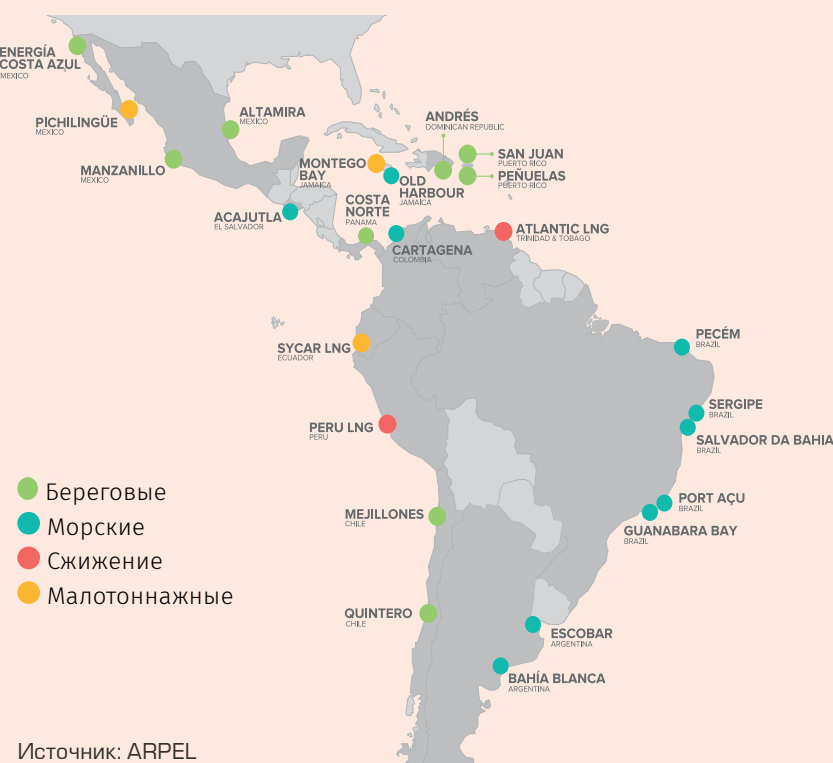 ENERGÍA
COSTA AZUL
MEXICO
PICHILINGÜE
MEXICO
ALTAMIRA
MEXICO
MANZANILLO
MEXICO
ANDRÉS
DOMINICAN REPUBLIC
SAN JUAN
PUERTO RICO
PEÑUELAS
PUERTO RICO
MONTEGO
BAY
JAMAICA
OLD
HARBOUR
JAMAICA
COSTA
NORTE
PANAMA
ACAJUTLA
EL SALVADOR
ATLANTIC LNG
TRINIDAD & TOBAGO
CARTAGENA
COLOMBIA
SYCAR LNG
ECUADOR
PECÉM
BRAZIL
SERGIPE
BRAZIL
SALVADOR DA BAHIA
BRAZIL
PERU LNG
PERU
PORT AÇU
BRAZIL
GUANABARA BAY
BRAZIL
MEJILLONES
CHILE
QUINTERO
CHILE
ESCOBAR
ARGENTINA
BAHÍA BLANCA
ARGENTINA
Береговые
Морские
Сжижение
Малотоннажные
Источник: ARPEL